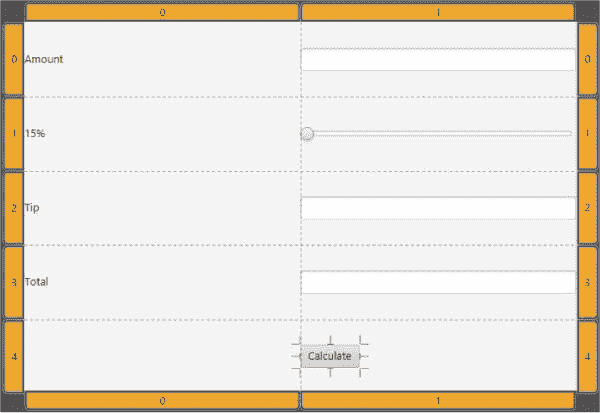 0 1
0 Amount 0
1 15% 1
2 Tip 2
3 Total 3
4 Calculate 4
0 1